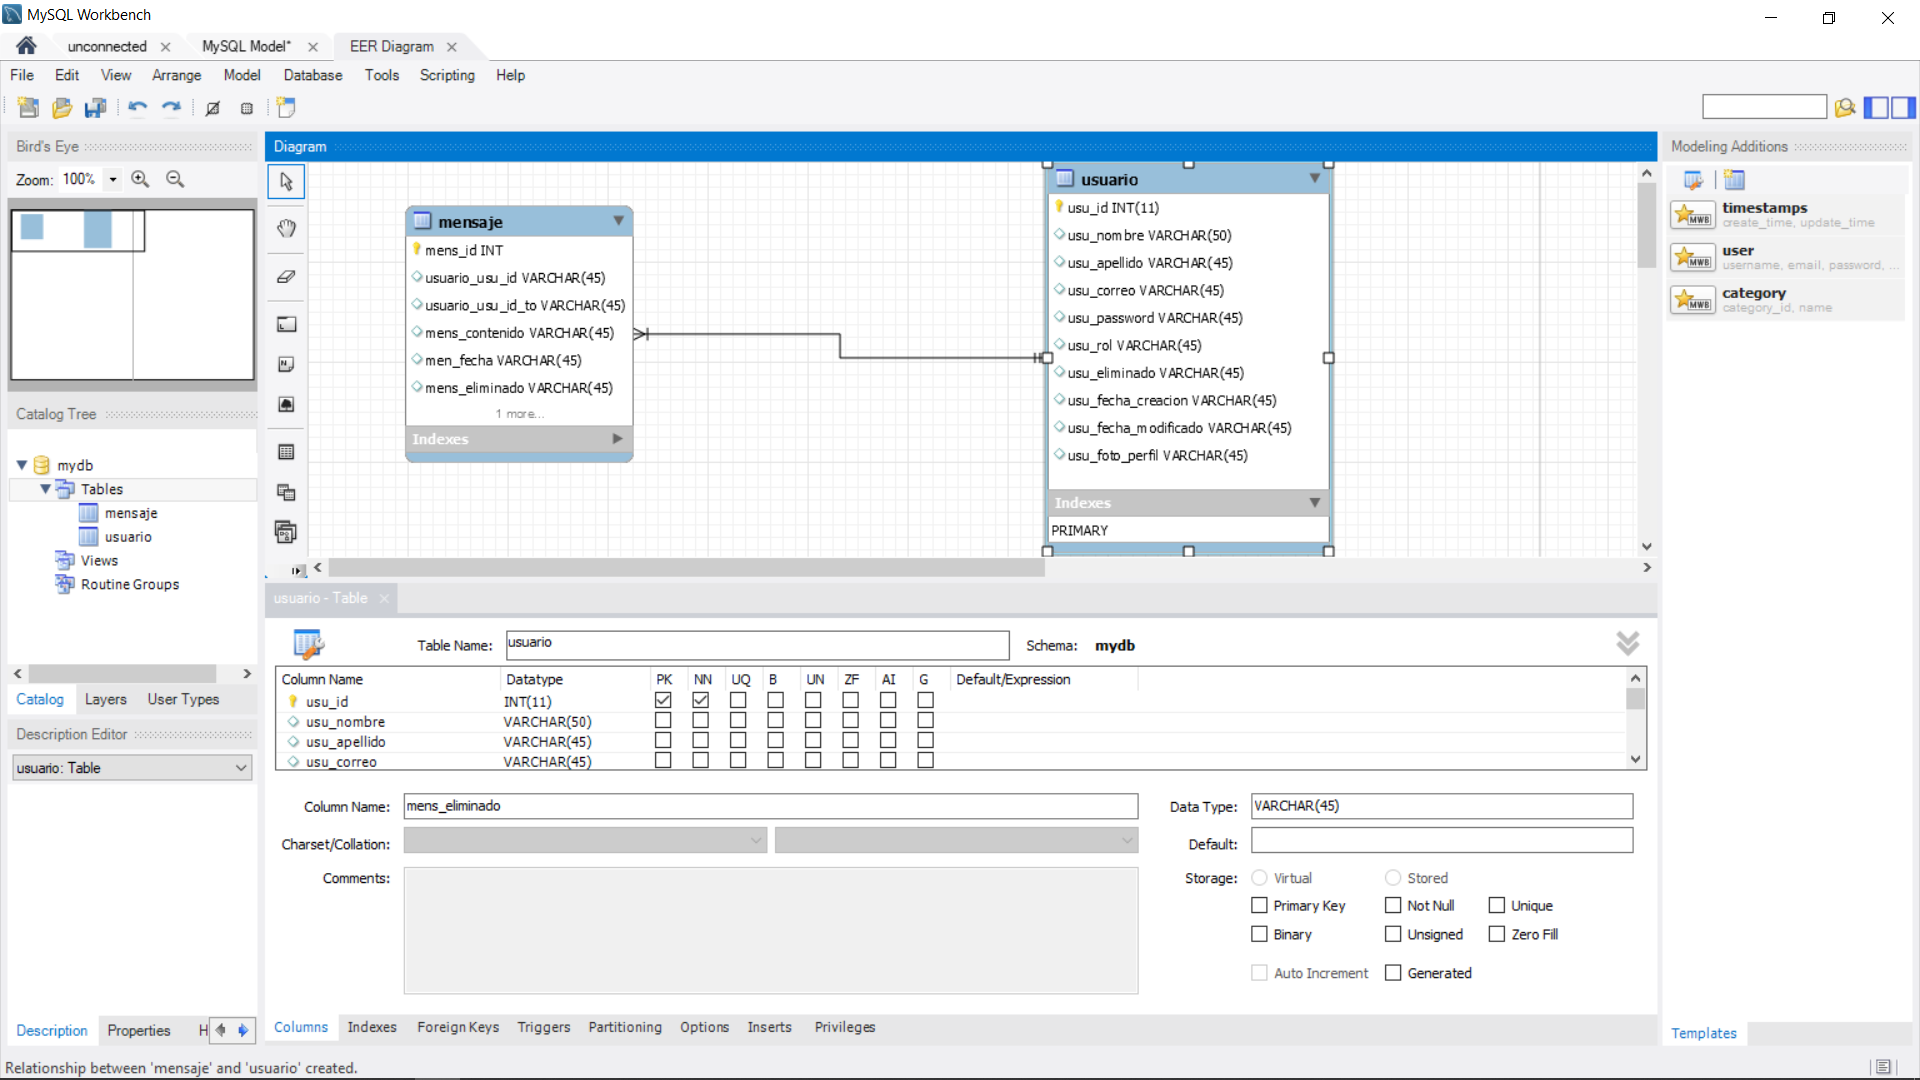 MySQL Workbench
unconnected
MySQL Model*
EER Diagram
File Edit View Arrange Model Database Tools Scripting Help
Bird's Eye
Zoom: 100%
Catalog Tree
mydb
Tables
mensaje
usuario
Views
Routine Groups
Catalog Layers User Types
Description Editor
usuario: Table
Description Properties H
Diagram
mensaje
mens_id INT
usuario_usu_id VARCHAR(45)
usuario_usu_id_to VARCHAR(45)
mens_contenido VARCHAR(45)
men_fecha VARCHAR(45)
mens_eliminado VARCHAR(45)
1 more...
Indexes
usuario
usu_id INT(11)
usu_nombre VARCHAR(50)
usu_apellido VARCHAR(45)
usu_correo VARCHAR(45)
usu_password VARCHAR(45)
usu_rol VARCHAR(45)
usu_eliminado VARCHAR(45)
usu_fecha_creacion VARCHAR(45)
usu_fecha_modificado VARCHAR(45)
usu_foto_perfil VARCHAR(45)
Indexes
PRIMARY
usuario - Table
Table Name: usuario Schema: mydb
Column Name Datatype PK NN UQ B UN ZF AI G Default/Expression
usu_id INT(11)
usu_nombre VARCHAR(50)
usu_apellido VARCHAR(45)
usu_correo VARCHAR(45)
Column Name: mens_eliminado Data Type: VARCHAR(45)
Charset/Collation: Default:
Comments: Storage: Virtual Stored
Primary Key Not Null Unique
Binary Unsigned Zero Fill
Auto Increment Generated
Columns Indexes Foreign Keys Triggers Partitioning Options Inserts Privileges
Modeling Additions
MWB
timestamps
create_time, update_time
MWB
user
username, email, password, ...
MWB
category
category_id, name
Templates
Relationship between 'mensaje' and 'usuario' created.